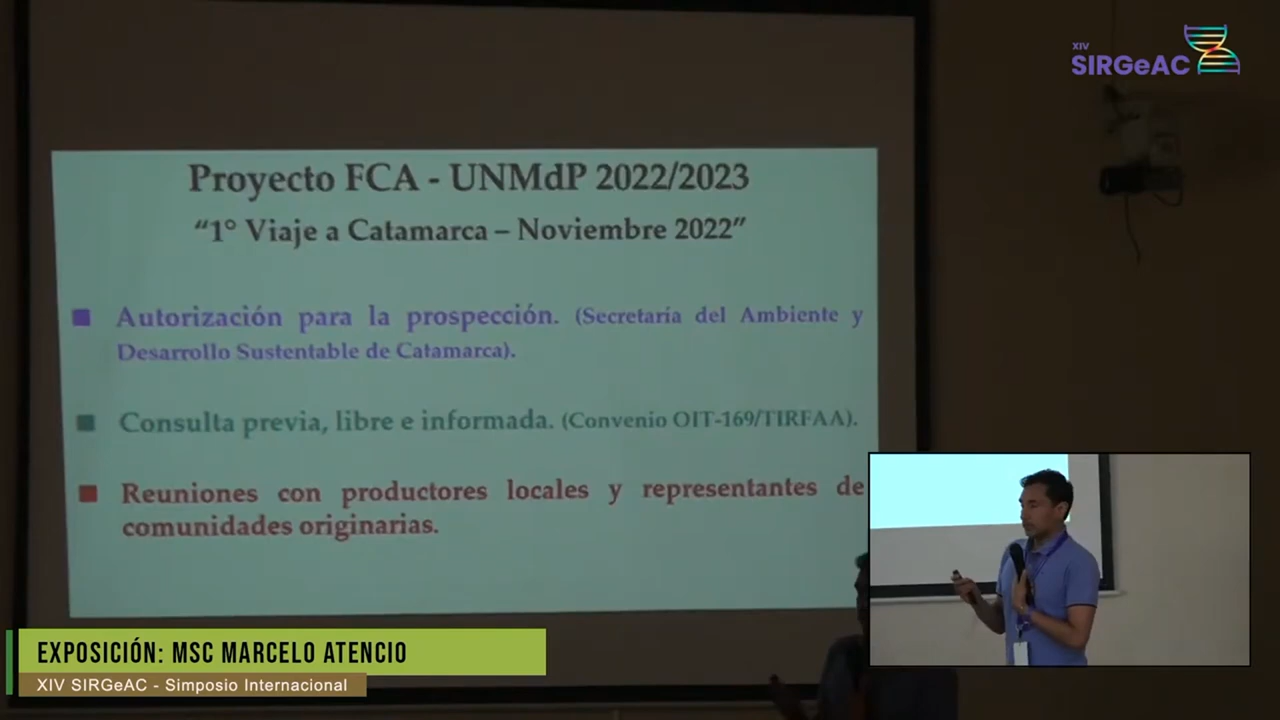 XIV
SIRGeAC
Proyecto FCA - UNMdP 2022/2023
“1° Viaje a Catamarca – Noviembre 2022”
Autorización para la prospección. (Secretaría del Ambiente y
Desarrollo Sustentable de Catamarca).
Consulta previa, libre e informada. (Convenio OIT-169/TIRFAA).
Reuniones con productores locales y representantes de
comunidades originarias.
EXPOSICIÓN: MSC MARCELO ATENCIO
XIV SIRGeAC - Simposio Internacional